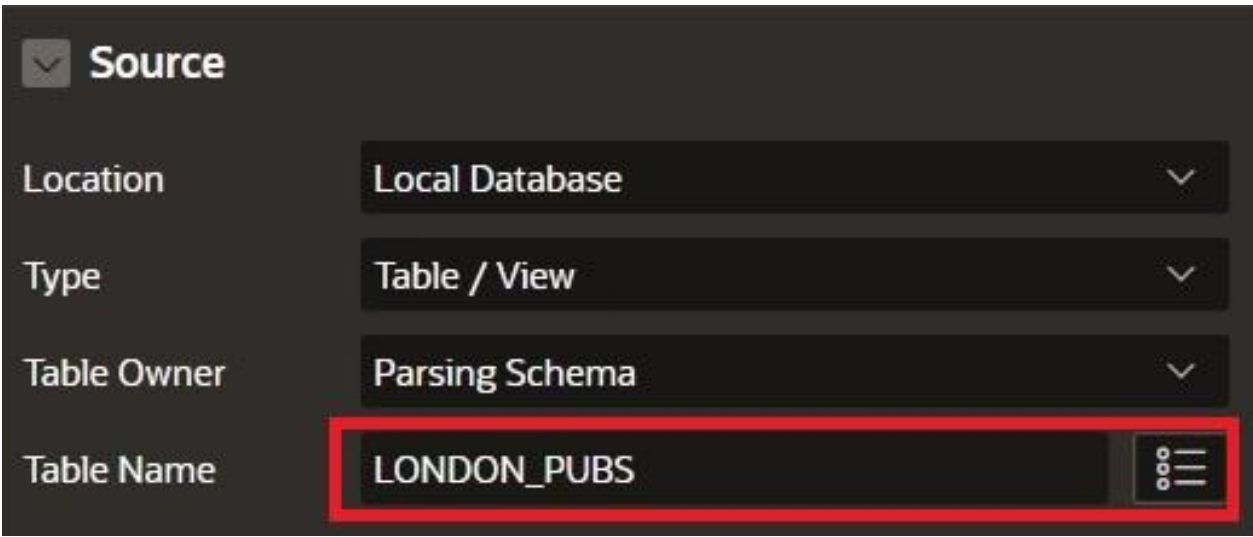 Source
Location Local Database
Type Table / View
Table Owner Parsing Schema
Table Name LONDON_PUBS